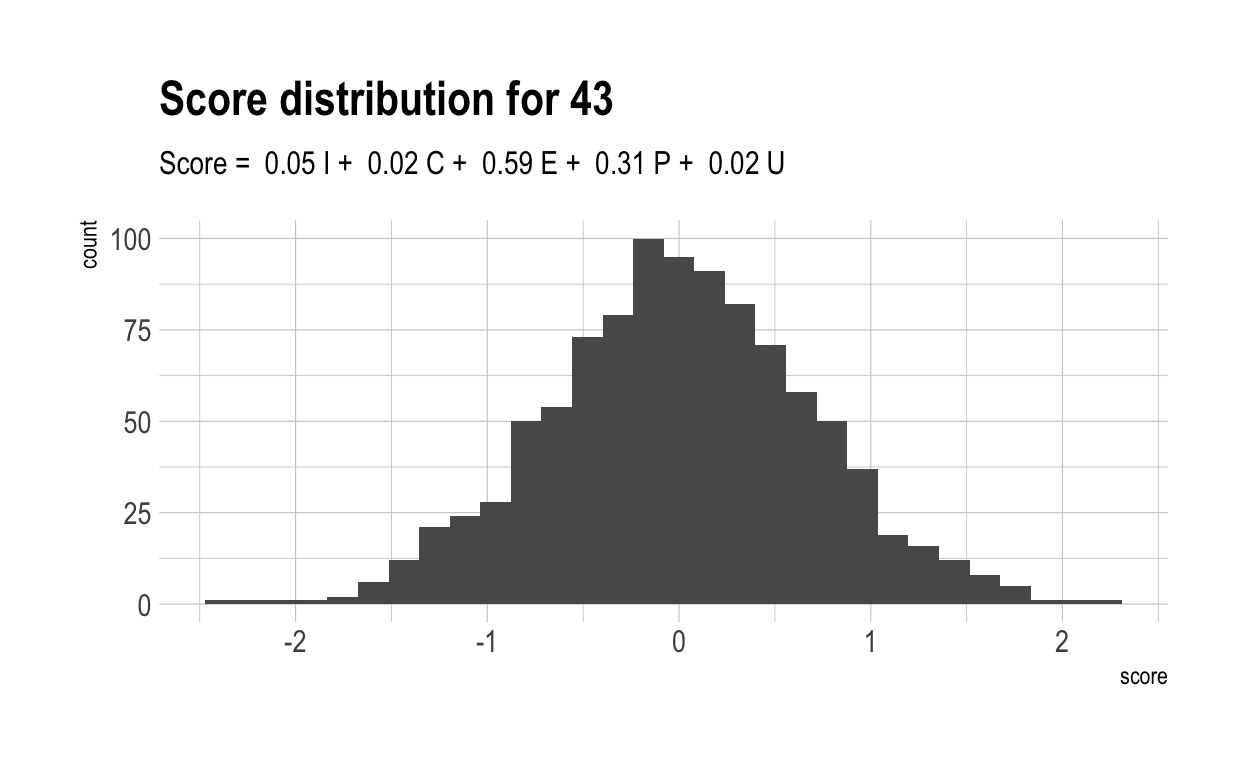 Score distribution for 43
Score =  0.05 I +  0.02 C +  0.59 E +  0.31 P +  0.02 U
count
100
75
50
25
0
-2 -1 0 1 2
score